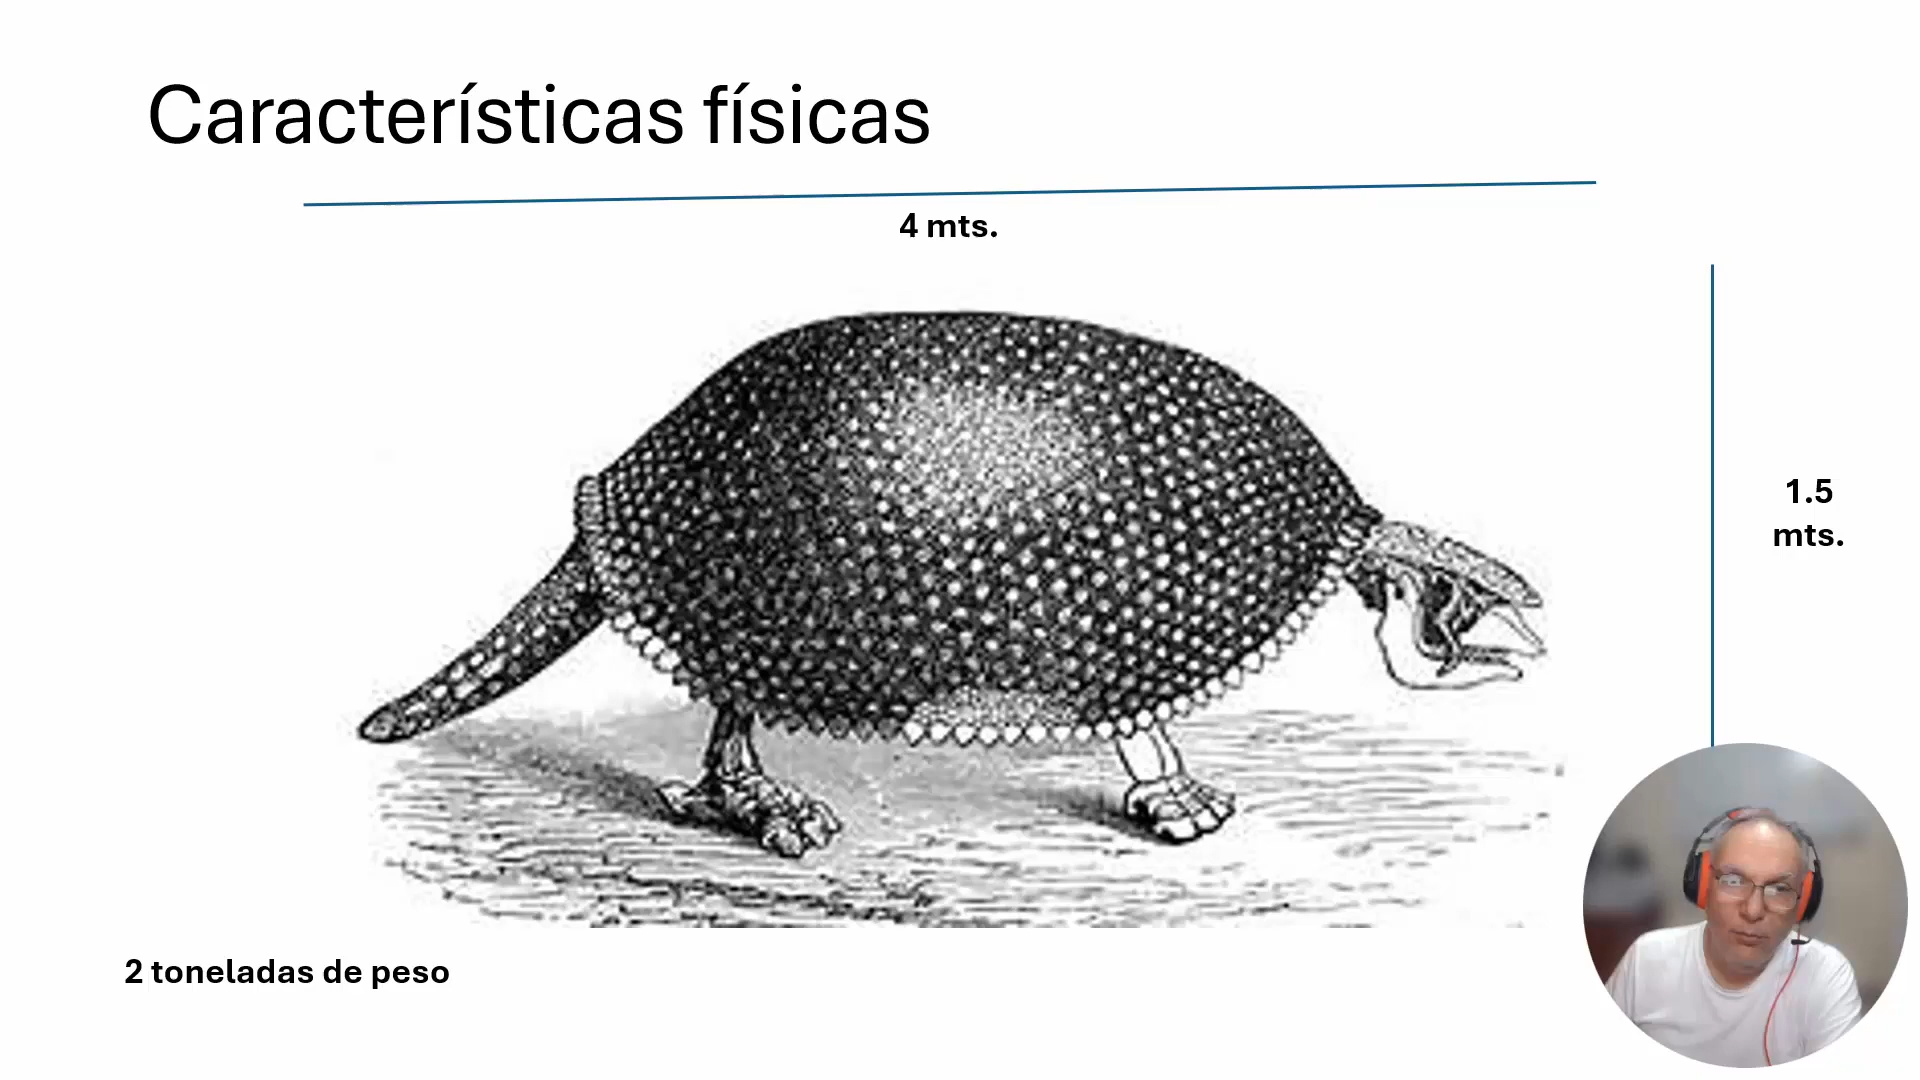 Características físicas
4 mts.
1.5
mts.
2 toneladas de peso